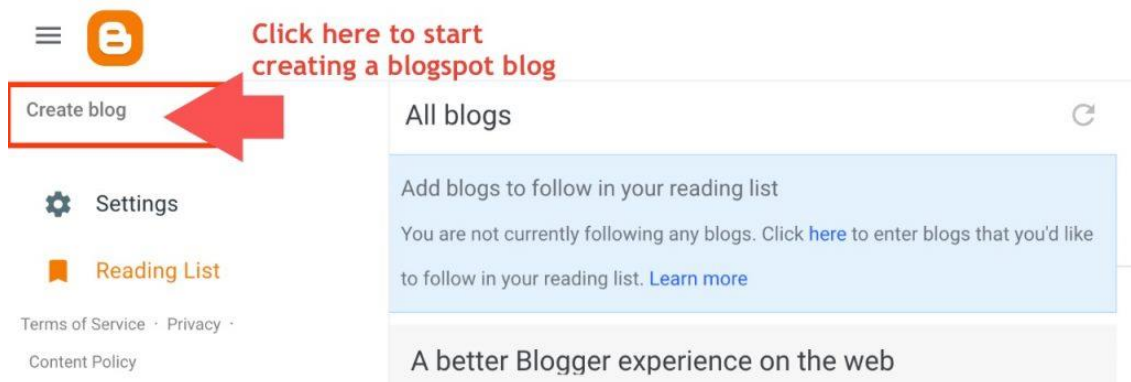 Click here to start
creating a blogspot blog
Create blog
Settings
Reading List
Terms of Service · Privacy ·
Content Policy
All blogs
Add blogs to follow in your reading list
You are not currently following any blogs. Click here to enter blogs that you'd like
to follow in your reading list. Learn more
A better Blogger experience on the web